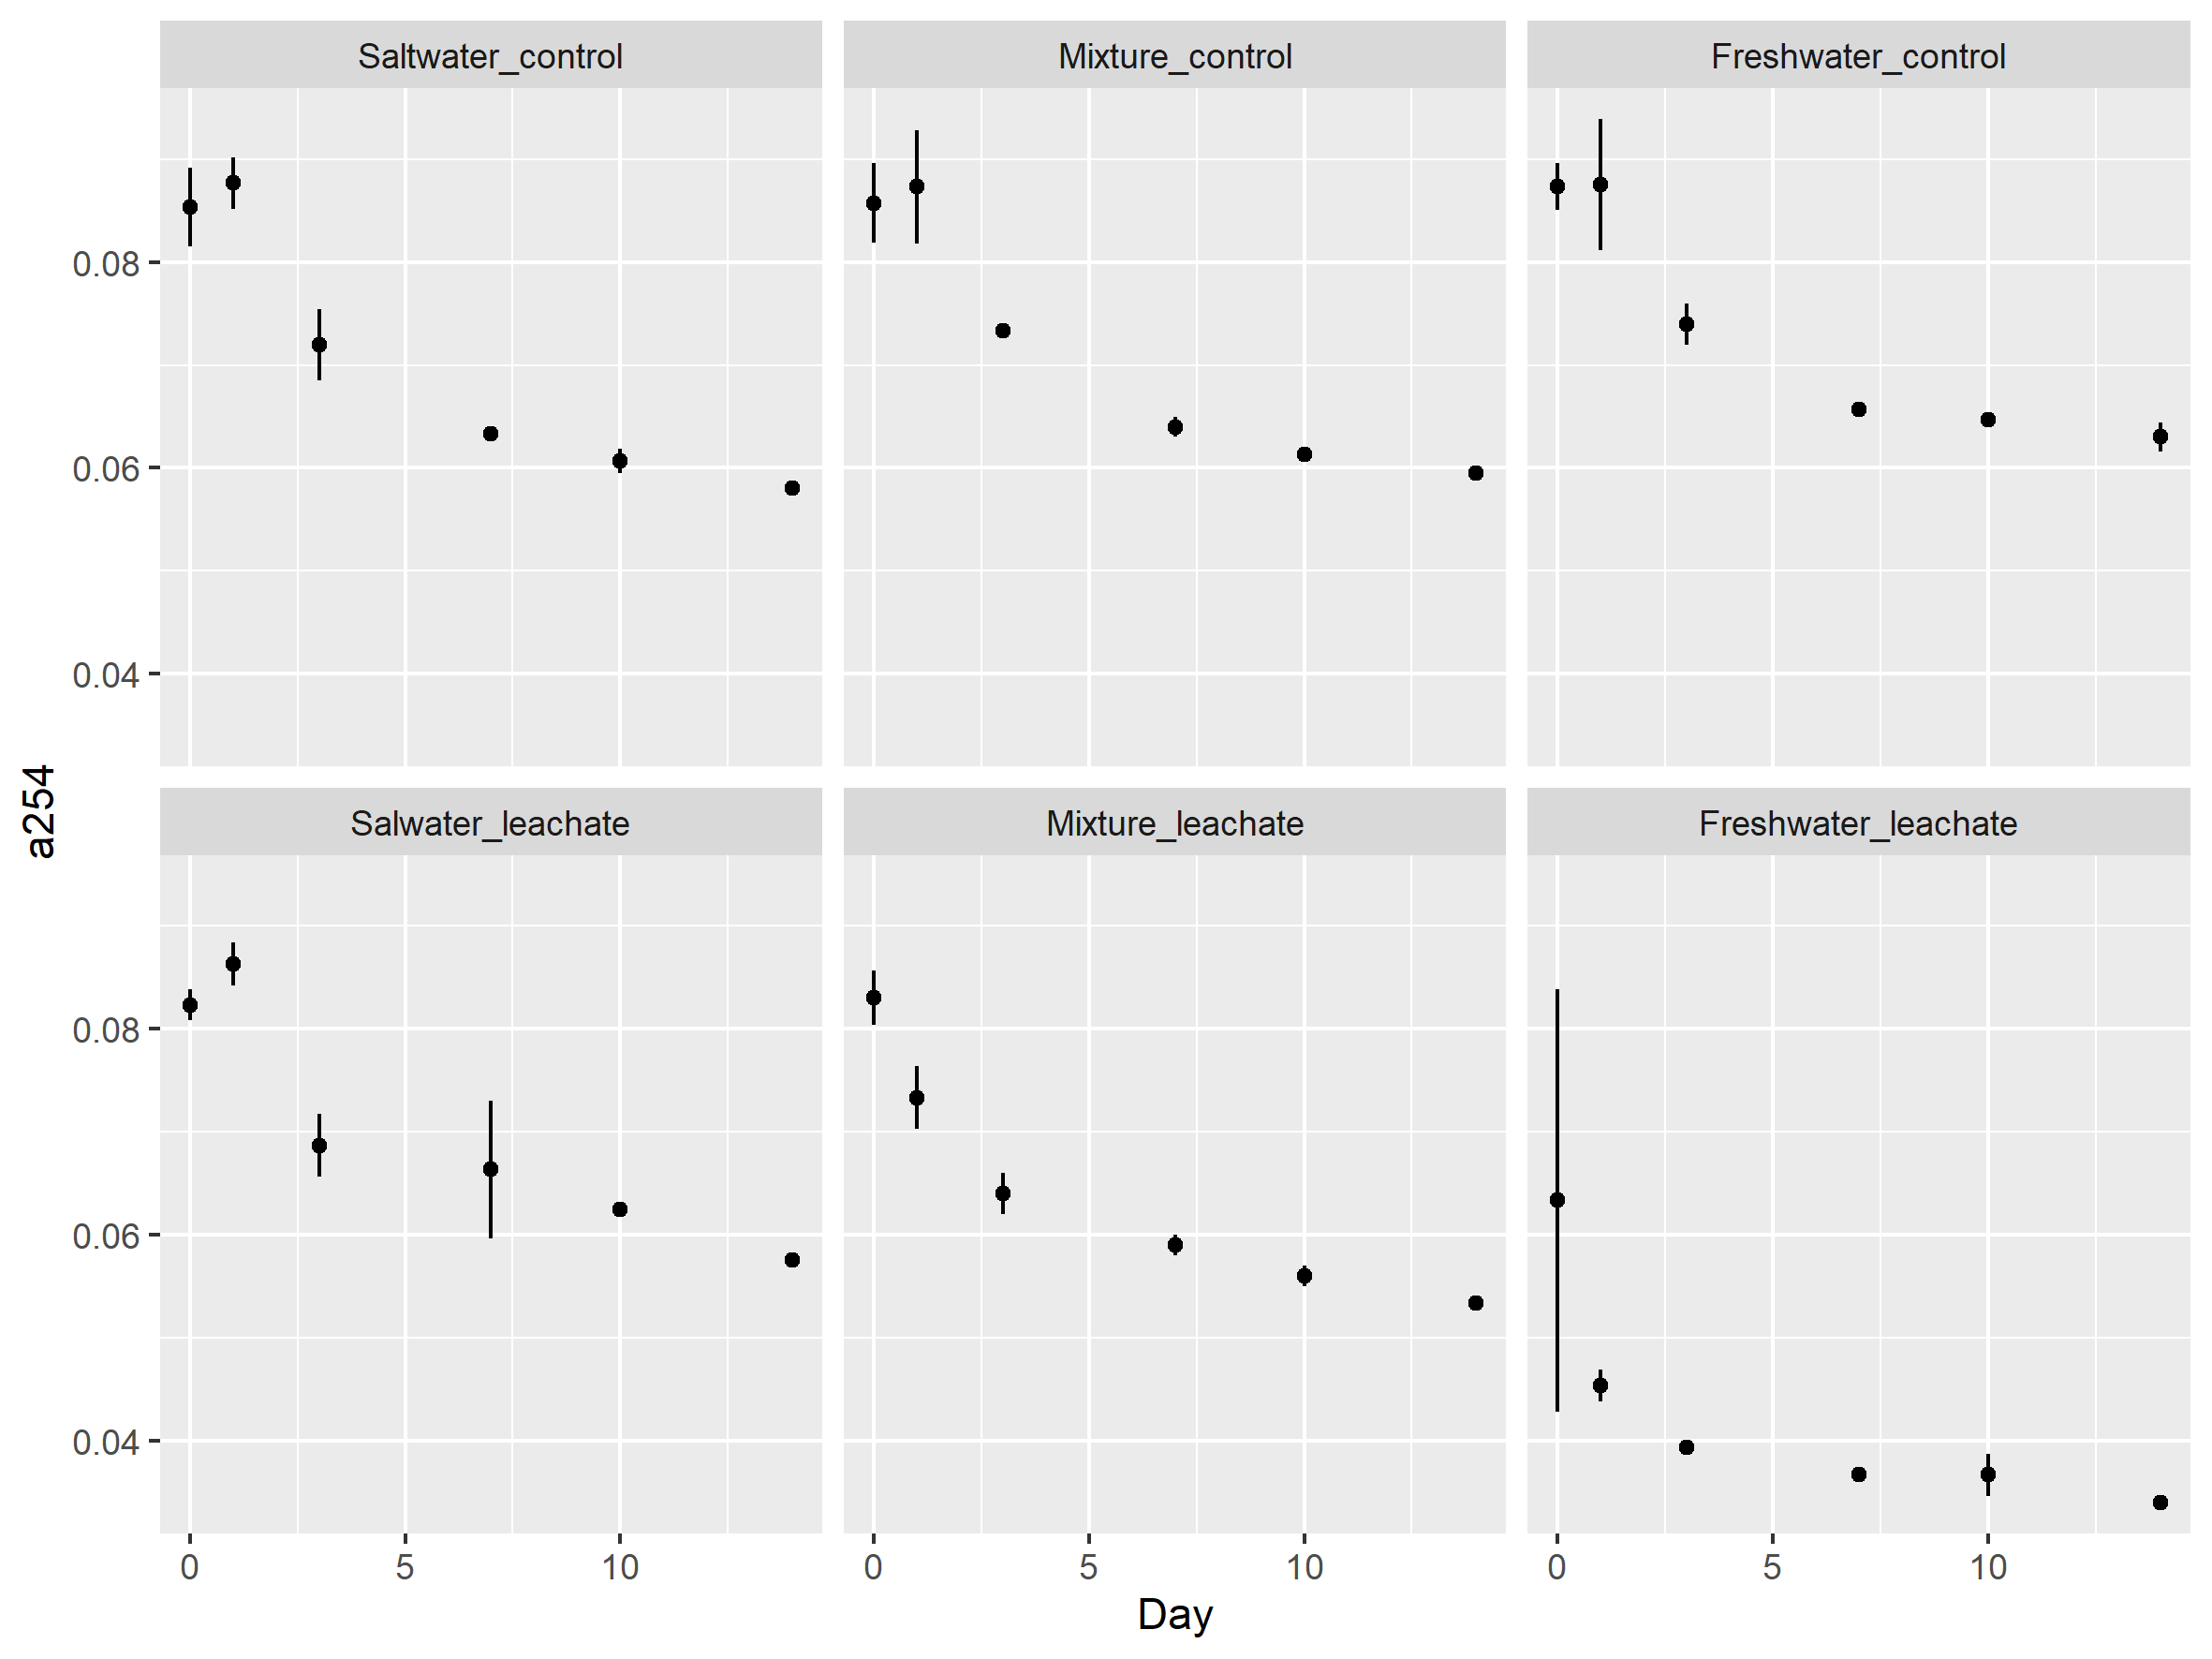 Saltwater_control Mixture_control Freshwater_control
0.08
0.06
0.04
a254
Salwater_leachate Mixture_leachate Freshwater_leachate
0.08
0.06
0.04
0 5 10 0 5 10 0 5 10
Day